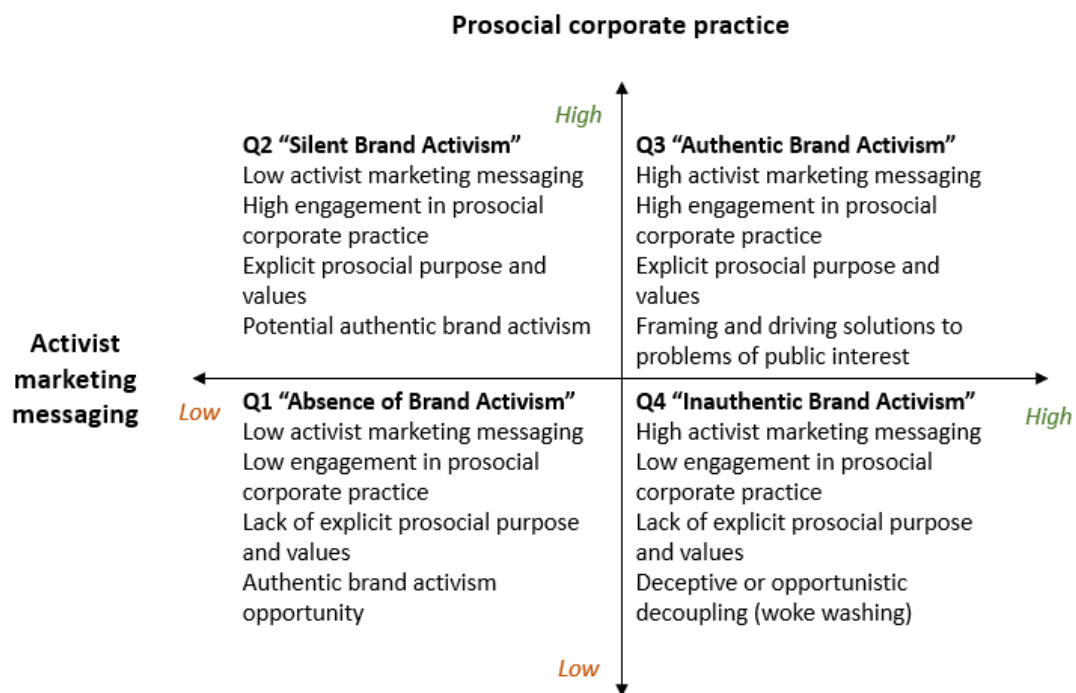 Prosocial corporate practice
High
Q2 “Silent Brand Activism”
Low activist marketing messaging
High engagement in prosocial
corporate practice
Explicit prosocial purpose and
values
Potential authentic brand activism
Q3 “Authentic Brand Activism”
High activist marketing messaging
High engagement in prosocial
corporate practice
Explicit prosocial purpose and
values
Framing and driving solutions to
problems of public interest
Activist
marketing
messaging
Low
Q1 “Absence of Brand Activism”
Low activist marketing messaging
Low engagement in prosocial
corporate practice
Lack of explicit prosocial purpose
and values
Authentic brand activism
opportunity
Q4 “Inauthentic Brand Activism”
High activist marketing messaging
Low engagement in prosocial
corporate practice
Lack of explicit prosocial purpose
and values
Deceptive or opportunistic
decoupling (woke washing)
High
Low